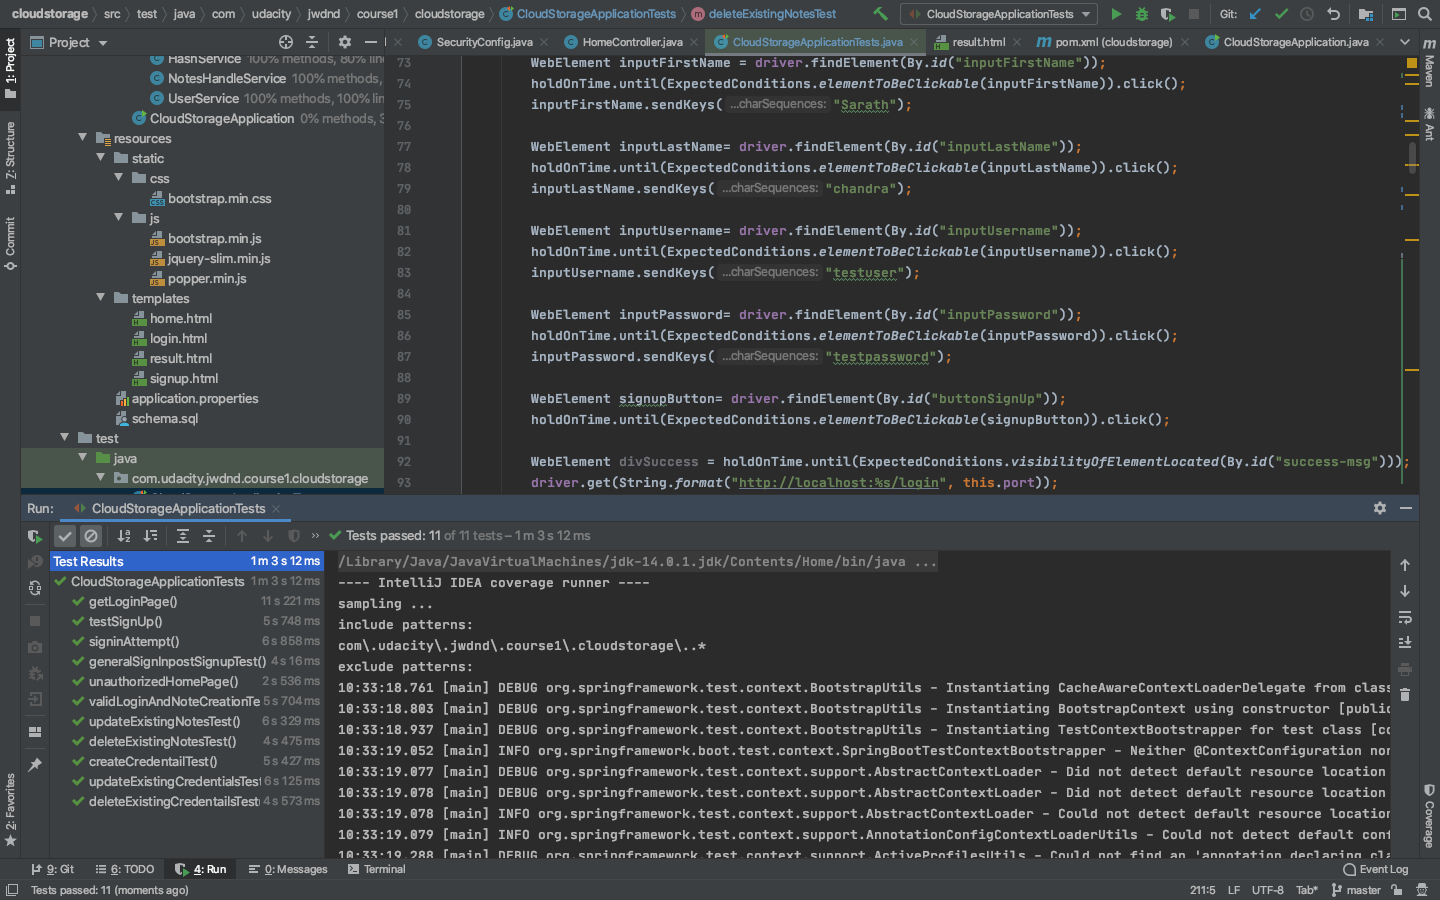 cloudstorage › src › test › java › com › udacity › jwdnd › course1 › cloudstorage › CloudStorageApplicationTests › deleteExistingNotesTest
CloudStorageApplicationTests
Git:
Project
SecurityConfig.java
HomeController.java
CloudStorageApplicationTests.java
result.html
pom.xml (cloudstorage)
CloudStorageApplication.java
1: Project
Z: Structure
Commit
2: Favorites
Maven
Ant
Coverage
HashService 100% methods, 80% line
NotesHandleService 100% methods,
UserService 100% methods, 100% lin
CloudStorageApplication 0% methods, 3
resources
static
css
bootstrap.min.css
js
bootstrap.min.js
jquery-slim.min.js
popper.min.js
templates
home.html
login.html
result.html
signup.html
application.properties
schema.sql
test
java
com.udacity.jwdnd.course1.cloudstorage
73 WebElement inputFirstName = driver.findElement(By.id("inputFirstName"));
74 holdOnTime.until(ExpectedConditions.elementToBeClickable(inputFirstName)).click();
75 inputFirstName.sendKeys( ...charSequences: "Sarath");
76
77 WebElement inputLastName= driver.findElement(By.id("inputLastName"));
78 holdOnTime.until(ExpectedConditions.elementToBeClickable(inputLastName)).click();
79 inputLastName.sendKeys( ...charSequences: "chandra");
80
81 WebElement inputUsername= driver.findElement(By.id("inputUsername"));
82 holdOnTime.until(ExpectedConditions.elementToBeClickable(inputUsername)).click();
83 inputUsername.sendKeys( ...charSequences: "testuser");
84
85 WebElement inputPassword= driver.findElement(By.id("inputPassword"));
86 holdOnTime.until(ExpectedConditions.elementToBeClickable(inputPassword)).click();
87 inputPassword.sendKeys( ...charSequences: "testpassword");
88
89 WebElement signupButton= driver.findElement(By.id("buttonSignUp"));
90 holdOnTime.until(ExpectedConditions.elementToBeClickable(signupButton)).click();
91
92 WebElement divSuccess = holdOnTime.until(ExpectedConditions.visibilityOfElementLocated(By.id("success-msg")));
93 driver.get(String.format("http://localhost:%s/login", this.port));
Run: CloudStorageApplicationTests
Tests passed: 11 of 11 tests – 1 m 3 s 12 ms
Test Results 1 m 3 s 12 ms
CloudStorageApplicationTests 1 m 3 s 12 ms
getLoginPage() 11 s 221 ms
testSignUp() 5 s 748 ms
signinAttempt() 6 s 858 ms
generalSignInpostSignupTest() 4 s 16 ms
unauthorizedHomePage() 2 s 536 ms
validLoginAndNoteCreationTe 5 s 704 ms
updateExistingNotesTest() 6 s 329 ms
deleteExistingNotesTest() 4 s 475 ms
createCredentailTest() 5 s 427 ms
updateExistingCredentialsTest 6 s 125 ms
deleteExistingCredentailsTest 4 s 573 ms
/Library/Java/JavaVirtualMachines/jdk-14.0.1.jdk/Contents/Home/bin/java ...
---- IntelliJ IDEA coverage runner ----
sampling ...
include patterns:
com\.udacity\.jwdnd\.course1\.cloudstorage\..*
exclude patterns:
10:33:18.761 [main] DEBUG org.springframework.test.context.BootstrapUtils - Instantiating CacheAwareContextLoaderDelegate from class
10:33:18.803 [main] DEBUG org.springframework.test.context.BootstrapUtils - Instantiating BootstrapContext using constructor [public
10:33:18.937 [main] DEBUG org.springframework.test.context.BootstrapUtils - Instantiating TestContextBootstrapper for test class [co
10:33:19.052 [main] INFO org.springframework.boot.test.context.SpringBootTestContextBootstrapper - Neither @ContextConfiguration nor
10:33:19.077 [main] DEBUG org.springframework.test.context.support.AbstractContextLoader - Did not detect default resource location
10:33:19.078 [main] DEBUG org.springframework.test.context.support.AbstractContextLoader - Did not detect default resource location
10:33:19.078 [main] INFO org.springframework.test.context.support.AbstractContextLoader - Could not detect default resource location
10:33:19.079 [main] INFO org.springframework.test.context.support.AnnotationConfigContextLoaderUtils - Could not detect default conf
10:33:19.288 [main] DEBUG org.springframework.test.context.support.ActiveProfilesUtils - Could not find an 'annotation declaring cla
9: Git
6: TODO
4: Run
0: Messages
Terminal
Event Log
Tests passed: 11 (moments ago)
211:5 LF UTF-8 Tab* master